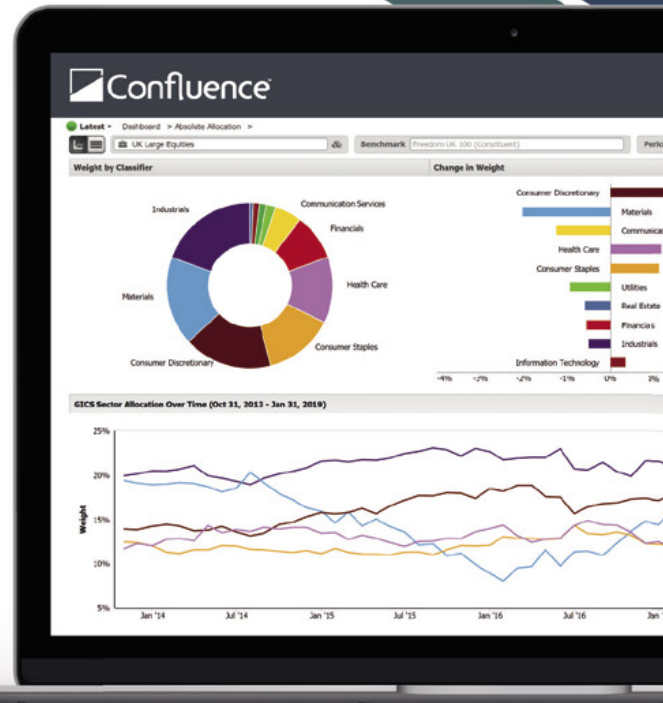 Confluence
Latest - Dashboard > Absolute Allocation >
UK Large Equities
Benchmark Freedom UK 100 (Constituent)
Weight by Classifier
Change in Weight
Industrials
Communication Services
Financials
Health Care
Consumer Staples
Consumer Discretionary
Materials
Consumer Discretionary
Materials
Health Care
Consumer Staples
Utilities
Real Estate
Financials
Industrials
Information Technology
-4% -3% -2% -1% 0% 1%
GICS Sector Allocation Over Time (Oct 31, 2013 - Jan 31, 2019)
Weight
25%
20%
15%
10%
5%
Jan '14 Jul '14 Jan '15 Jul '15 Jan '16 Jul '16